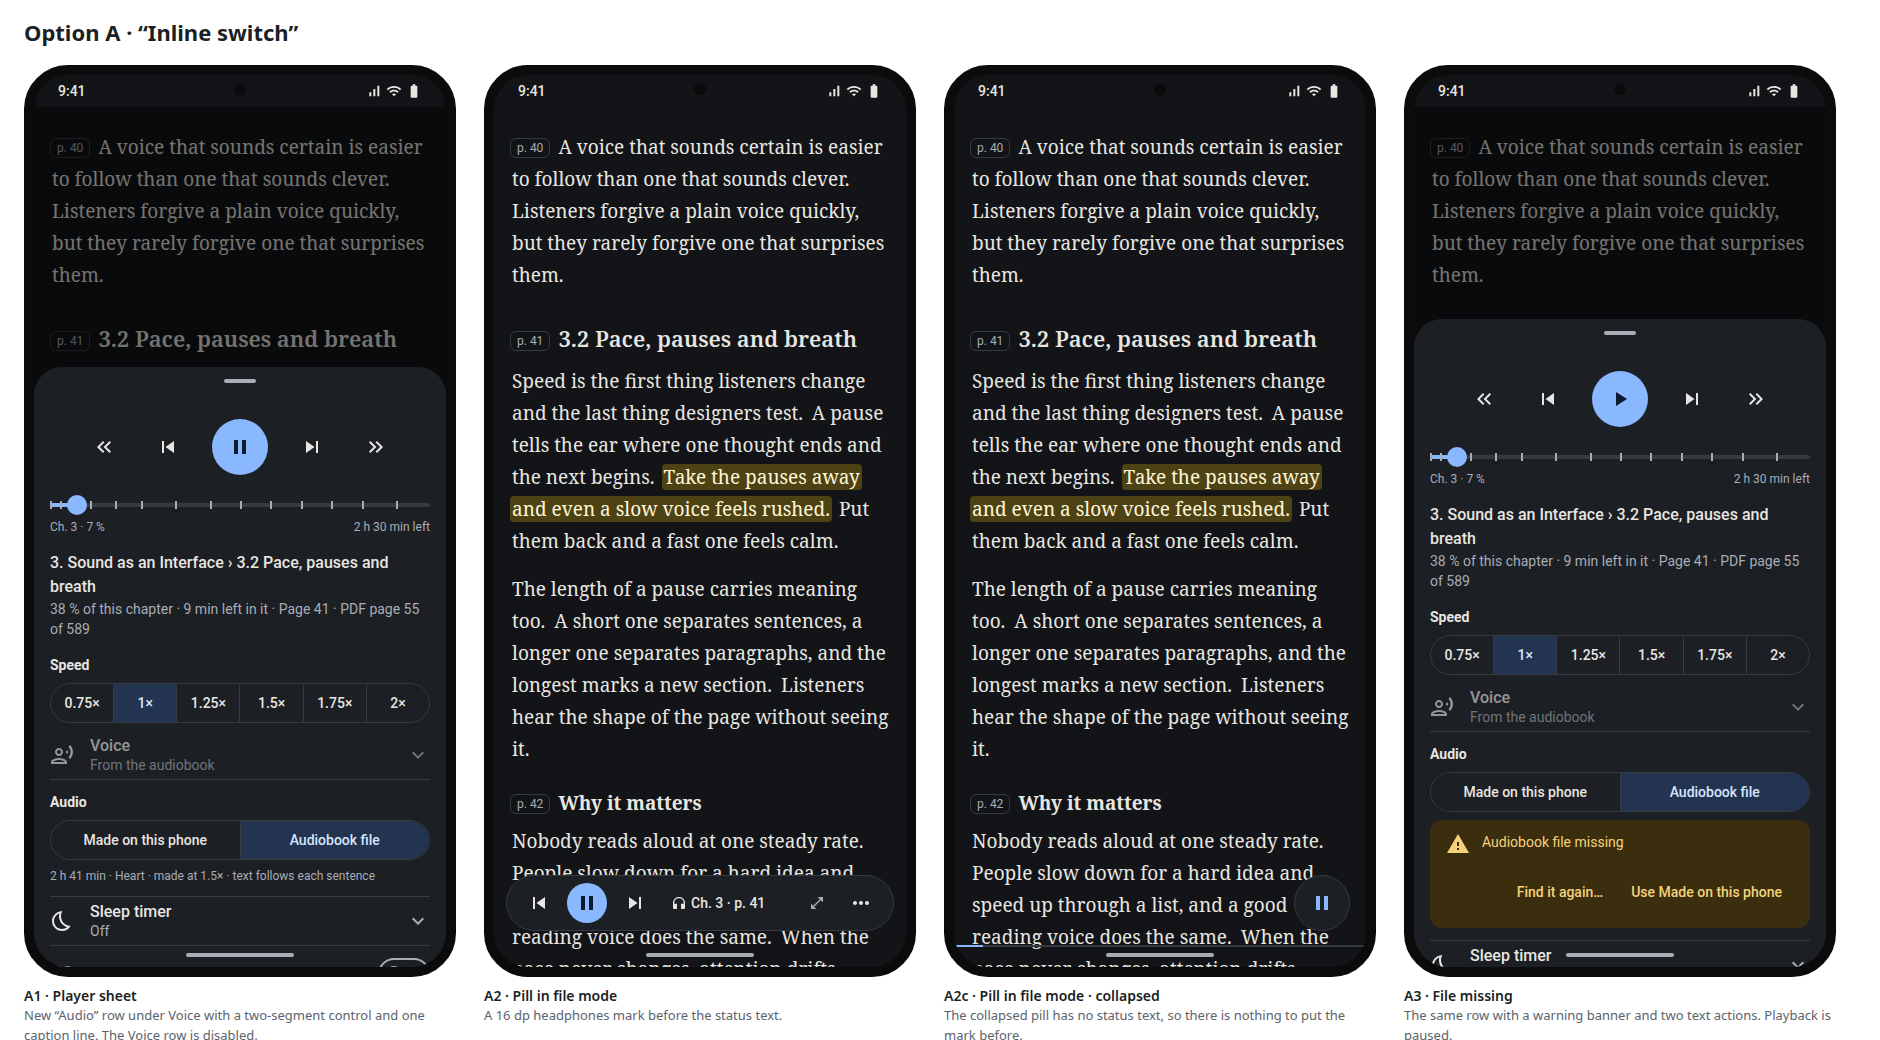 Option A · “Inline switch”
9:41
p. 40 A voice that sounds certain is easier
to follow than one that sounds clever.
Listeners forgive a plain voice quickly,
but they rarely forgive one that surprises
them.
p. 41 3.2 Pace, pauses and breath
Ch. 3 · 7 %
2 h 30 min left
3. Sound as an Interface › 3.2 Pace, pauses and
breath
38 % of this chapter · 9 min left in it · Page 41 · PDF page 55
of 589
Speed
0.75× 1× 1.25× 1.5× 1.75× 2×
Voice
From the audiobook
Audio
Made on this phone Audiobook file
2 h 41 min · Heart · made at 1.5× · text follows each sentence
Sleep timer
Off
A1 · Player sheet
New “Audio” row under Voice with a two-segment control and one
caption line. The Voice row is disabled.
9:41
p. 40 A voice that sounds certain is easier
to follow than one that sounds clever.
Listeners forgive a plain voice quickly,
but they rarely forgive one that surprises
them.
p. 41 3.2 Pace, pauses and breath
Speed is the first thing listeners change
and the last thing designers test. A pause
tells the ear where one thought ends and
the next begins. Take the pauses away
and even a slow voice feels rushed. Put
them back and a fast one feels calm.
The length of a pause carries meaning
too. A short one separates sentences, a
longer one separates paragraphs, and the
longest marks a new section. Listeners
hear the shape of the page without seeing
it.
p. 42 Why it matters
Nobody reads aloud at one steady rate.
People slow down for a hard idea and
Ch. 3 · p. 41
reading voice does the same. When the
pace never changes, attention drifts.
A2 · Pill in file mode
A 16 dp headphones mark before the status text.
9:41
p. 40 A voice that sounds certain is easier
to follow than one that sounds clever.
Listeners forgive a plain voice quickly,
but they rarely forgive one that surprises
them.
p. 41 3.2 Pace, pauses and breath
Speed is the first thing listeners change
and the last thing designers test. A pause
tells the ear where one thought ends and
the next begins. Take the pauses away
and even a slow voice feels rushed. Put
them back and a fast one feels calm.
The length of a pause carries meaning
too. A short one separates sentences, a
longer one separates paragraphs, and the
longest marks a new section. Listeners
hear the shape of the page without seeing
it.
p. 42 Why it matters
Nobody reads aloud at one steady rate.
People slow down for a hard idea and
speed up through a list, and a good
reading voice does the same. When the
pace never changes, attention drifts.
A2c · Pill in file mode · collapsed
The collapsed pill has no status text, so there is nothing to put the
mark before.
9:41
p. 40 A voice that sounds certain is easier
to follow than one that sounds clever.
Listeners forgive a plain voice quickly,
but they rarely forgive one that surprises
them.
Ch. 3 · 7 %
2 h 30 min left
3. Sound as an Interface › 3.2 Pace, pauses and
breath
38 % of this chapter · 9 min left in it · Page 41 · PDF page 55
of 589
Speed
0.75× 1× 1.25× 1.5× 1.75× 2×
Voice
From the audiobook
Audio
Made on this phone Audiobook file
Audiobook file missing
Find it again… Use Made on this phone
Sleep timer
A3 · File missing
The same row with a warning banner and two text actions. Playback is
paused.